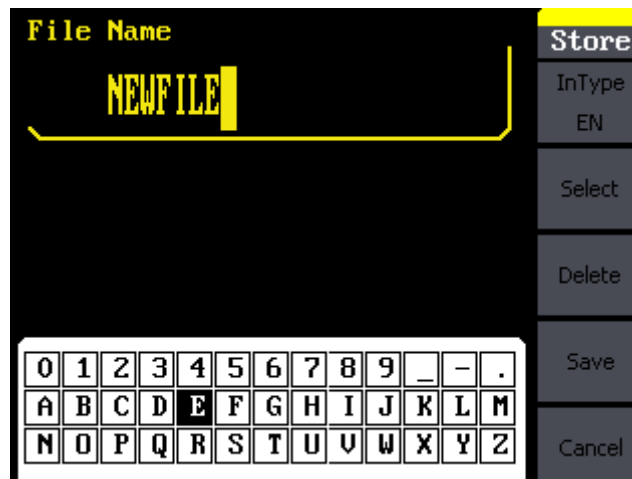 File Name
NEWFILE
0 1 2 3 4 5 6 7 8 9 _ - .
A B C D E F G H I J K L M
N O P Q R S T U V W X Y Z
Store
InType
EN
Select
Delete
Save
Cancel